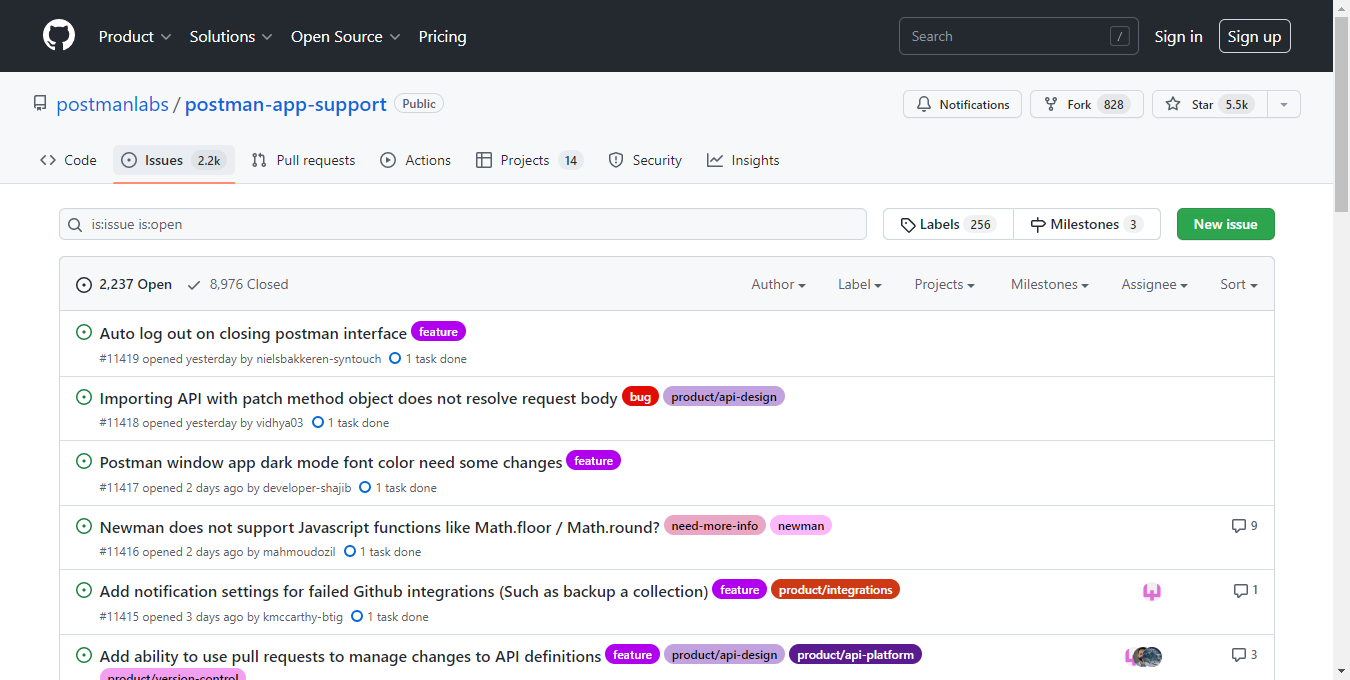 Product Solutions Open Source Pricing Search / Sign in Sign up
postmanlabs / postman-app-support Public Notifications Fork 828 Star 5.5k
Code Issues 2.2k Pull requests Actions Projects 14 Security Insights
is:issue is:open Labels 256 Milestones 3 New issue
2,237 Open 8,976 Closed Author Label Projects Milestones Assignee Sort
Auto log out on closing postman interface feature
#11419 opened yesterday by nielsbakkeren-syntouch 1 task done
Importing API with patch method object does not resolve request body bug product/api-design
#11418 opened yesterday by vidhya03 1 task done
Postman window app dark mode font color need some changes feature
#11417 opened 2 days ago by developer-shajib 1 task done
Newman does not support Javascript functions like Math.floor / Math.round? need-more-info newman 9
#11416 opened 2 days ago by mahmoudozil 1 task done
Add notification settings for failed Github integrations (Such as backup a collection) feature product/integrations 1
#11415 opened 3 days ago by kmccarthy-btig 1 task done
Add ability to use pull requests to manage changes to API definitions feature product/api-design product/api-platform 3
product/version-control